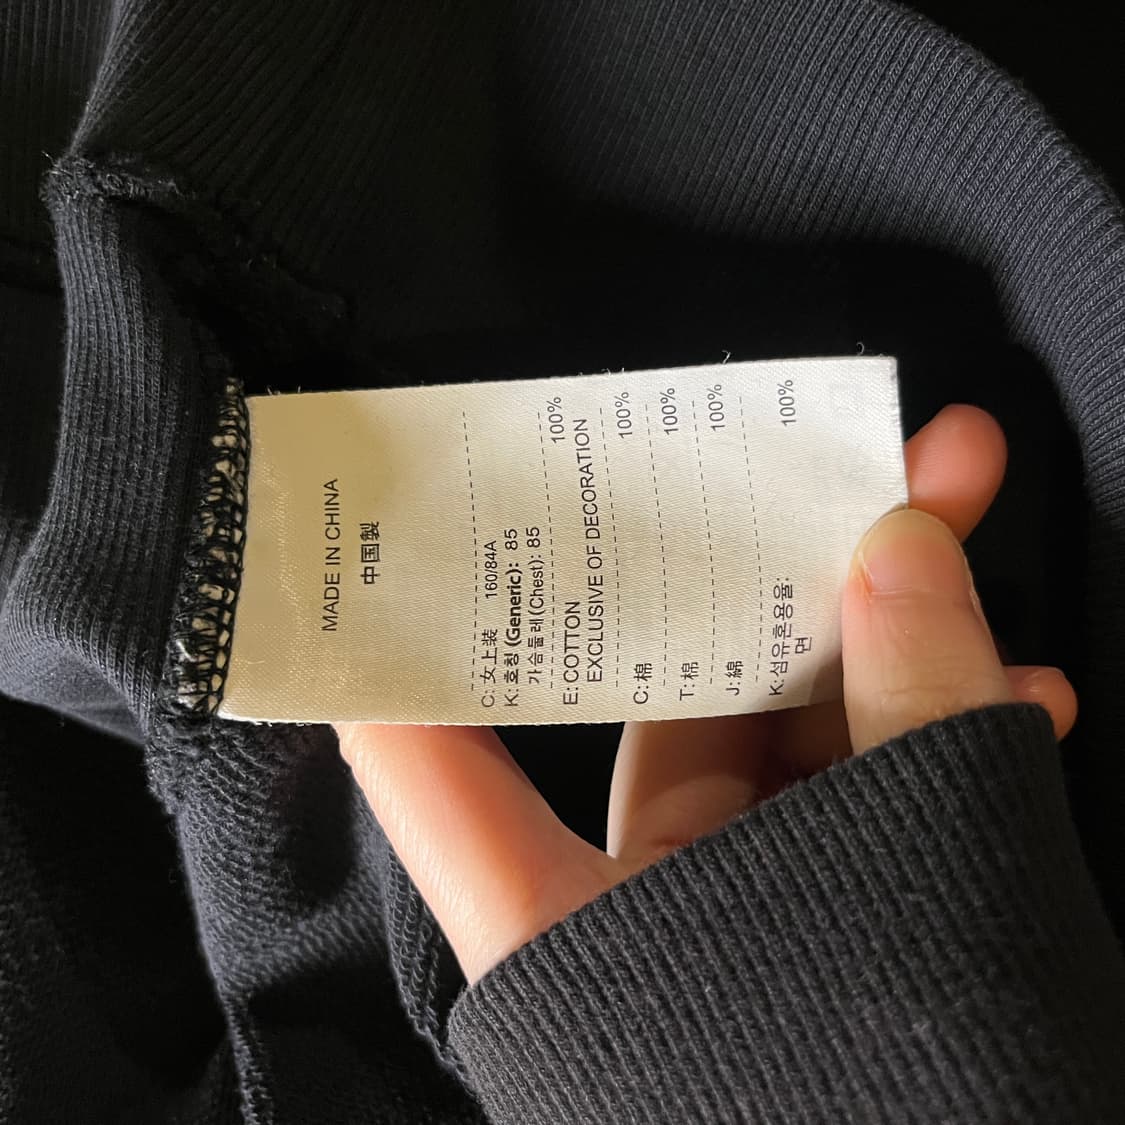 MADE IN CHINA
中国製
C: 女上装 160/84A
K: 호칭 (Generic): 85
가슴둘레(Chest): 85
E: COTTON 100%
EXCLUSIVE OF DECORATION
C: 棉 100%
T: 棉 100%
J: 綿 100%
K: 섬유혼용율:
면 100%